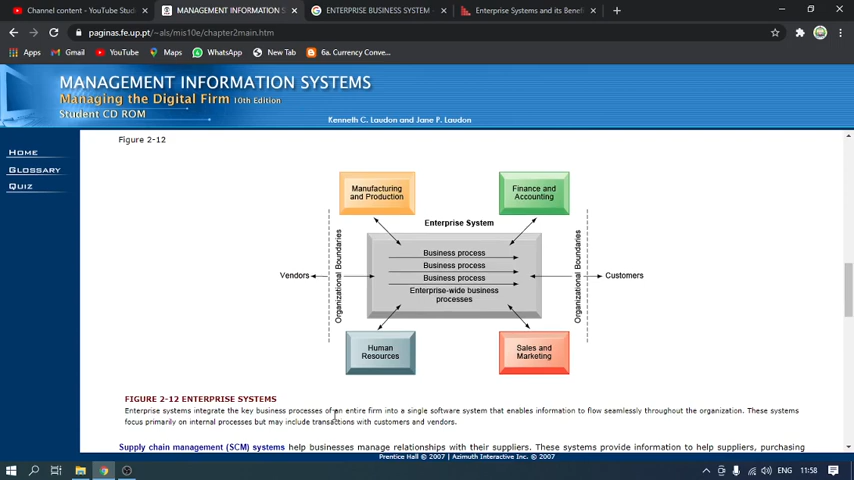 Channel content - YouTube Studio
MANAGEMENT INFORMATION S
ENTERPRISE BUSINESS SYSTEM -
Enterprise Systems and its Benefi
paginas.fe.up.pt/~als/mis10e/chapter2main.htm
Apps
Gmail
YouTube
Maps
WhatsApp
New Tab
6a. Currency Conve...
MANAGEMENT INFORMATION SYSTEMS
Managing the Digital Firm 10th Edition
Student CD ROM
Kenneth C. Laudon and Jane P. Laudon
HOME
GLOSSARY
QUIZ
Figure 2-12
Manufacturing
and Production
Finance and
Accounting
Enterprise System
Organizational Boundaries
Business process
Business process
Business process
Enterprise-wide business
processes
Organizational Boundaries
Vendors
Customers
Human
Resources
Sales and
Marketing
FIGURE 2-12 ENTERPRISE SYSTEMS
Enterprise systems integrate the key business processes of an entire firm into a single software system that enables information to flow seamlessly throughout the organization. These systems
focus primarily on internal processes but may include transactions with customers and vendors.
Supply chain management (SCM) systems help businesses manage relationships with their suppliers. These systems provide information to help suppliers, purchasing
Prentice Hall © 2007 | Azimuth Interactive Inc. © 2007
ENG
11:58